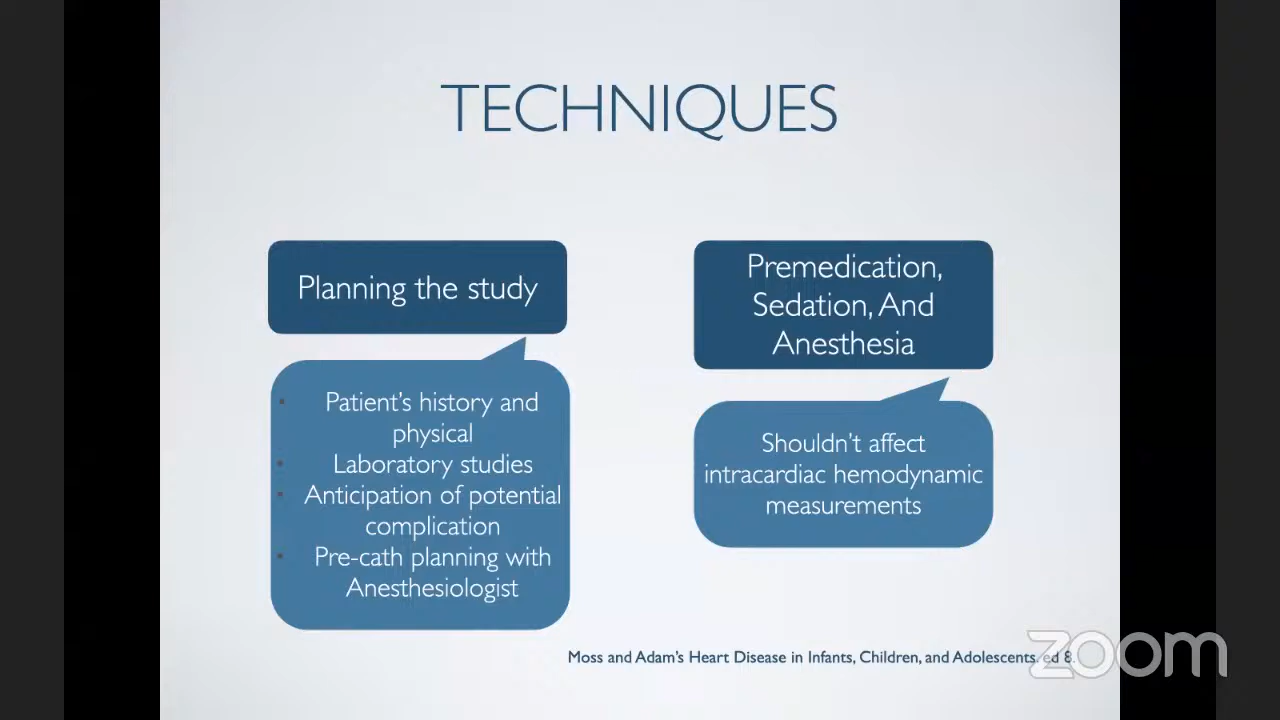 TECHNIQUES
Planning the study
Patient’s history and
physical
Laboratory studies
Anticipation of potential
complication
Pre-cath planning with
Anesthesiologist
Premedication,
Sedation, And
Anesthesia
Shouldn’t affect
intracardiac hemodynamic
measurements
Moss and Adam’s Heart Disease in Infants, Children, and Adolescents. ed 8.
zoom